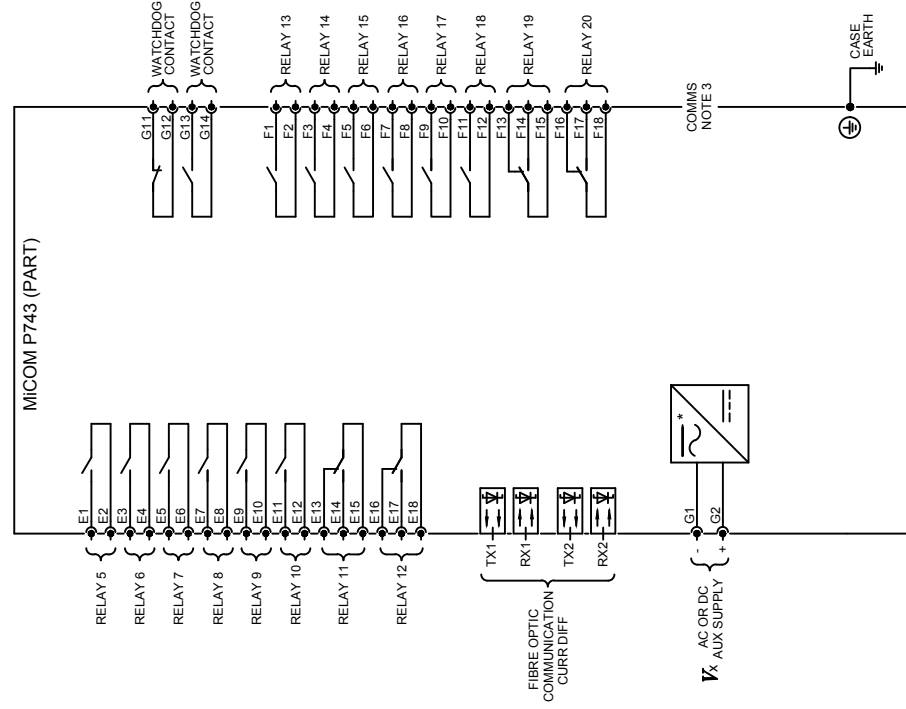 MiCOM P743 (PART)
E1
E2
E3
E4
E5
E6
E7
E8
E9
E10
E11
E12
E13
E14
E15
E16
E17
E18
RELAY 5
RELAY 6
RELAY 7
RELAY 8
RELAY 9
RELAY 10
RELAY 11
RELAY 12
TX1
RX1
TX2
RX2
FIBRE OPTIC
COMMUNICATION
CURR DIFF
G1
G2
-
+
Vx
AC OR DC
AUX SUPPLY
*
G11
G12
G13
G14
WATCHDOG
CONTACT
WATCHDOG
CONTACT
F1
F2
F3
F4
F5
F6
F7
F8
F9
F10
F11
F12
F13
F14
F15
F16
F17
F18
RELAY 13
RELAY 14
RELAY 15
RELAY 16
RELAY 17
RELAY 18
RELAY 19
RELAY 20
COMMS
NOTE 3
CASE
EARTH